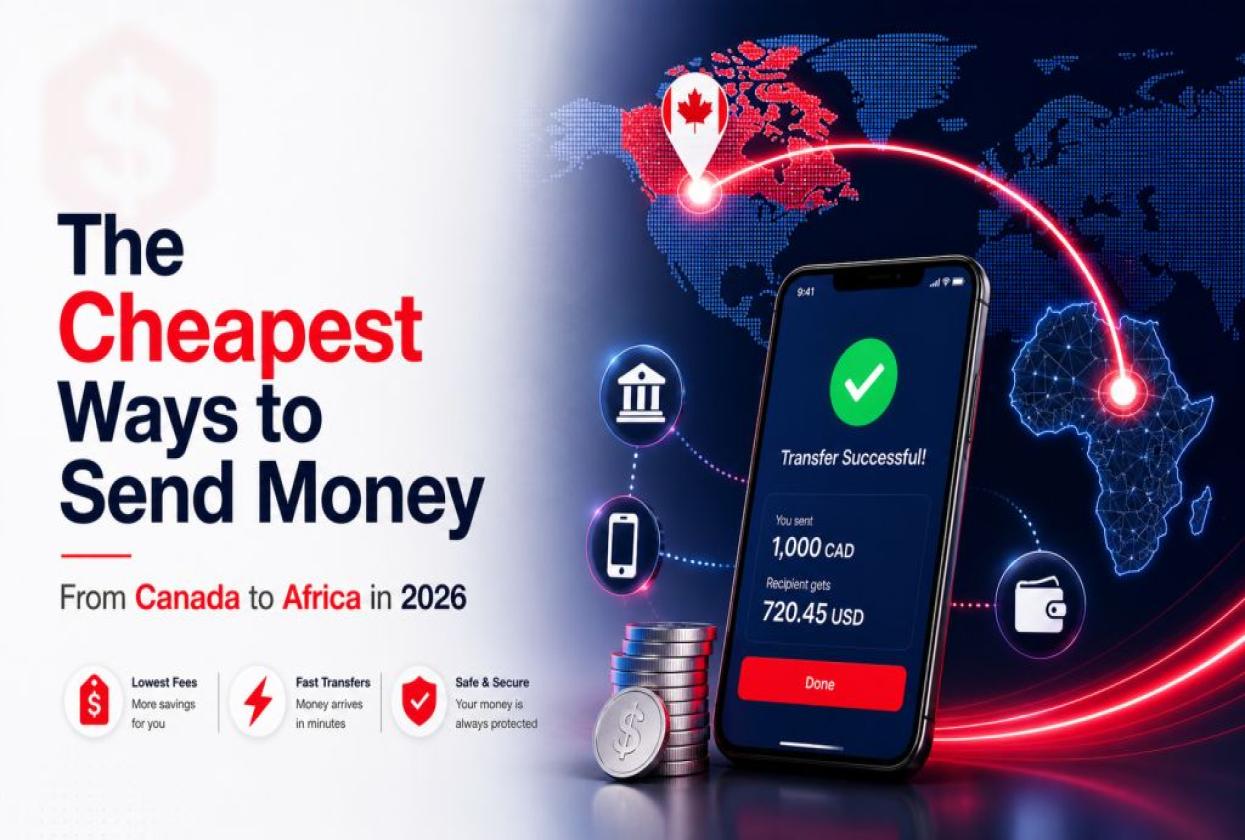 The
Cheapest
Ways to
Send Money
From Canada to Africa in 2026
Lowest Fees
More savings
for you
Fast Transfers
Money arrives
in minutes
Safe & Secure
Your money is
always protected
9:41
Transfer Successful!
You sent
1,000 CAD
Recipient gets
720.45 USD
Done
$
$
$